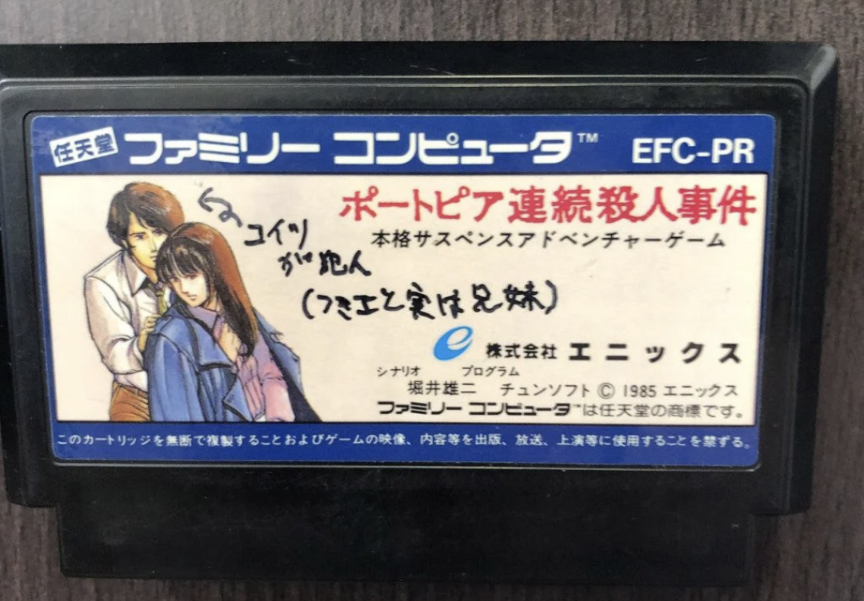 任天堂 ファミリー コンピュータ™ EFC-PR
ポートピア連続殺人事件
本格サスペンスアドベンチャーゲーム
コイツ
が犯人
(フミエと実は兄妹)
e 株式会社 エニックス
シナリオ プログラム
堀井雄二 チュンソフト © 1985 エニックス
ファミリー コンピュータ™は任天堂の商標です。
このカートリッジを無断で複製することおよびゲームの映像、内容等を出版、放送、上演等に使用することを禁ずる。